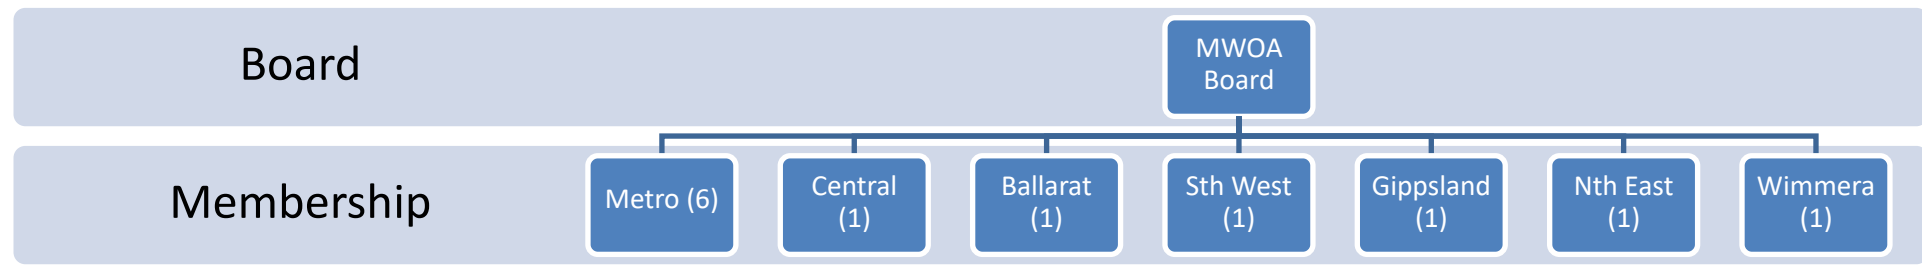 Board
MWOA
Board
Membership
Metro (6)
Central
(1)
Ballarat
(1)
Sth West
(1)
Gippsland
(1)
Nth East
(1)
Wimmera
(1)